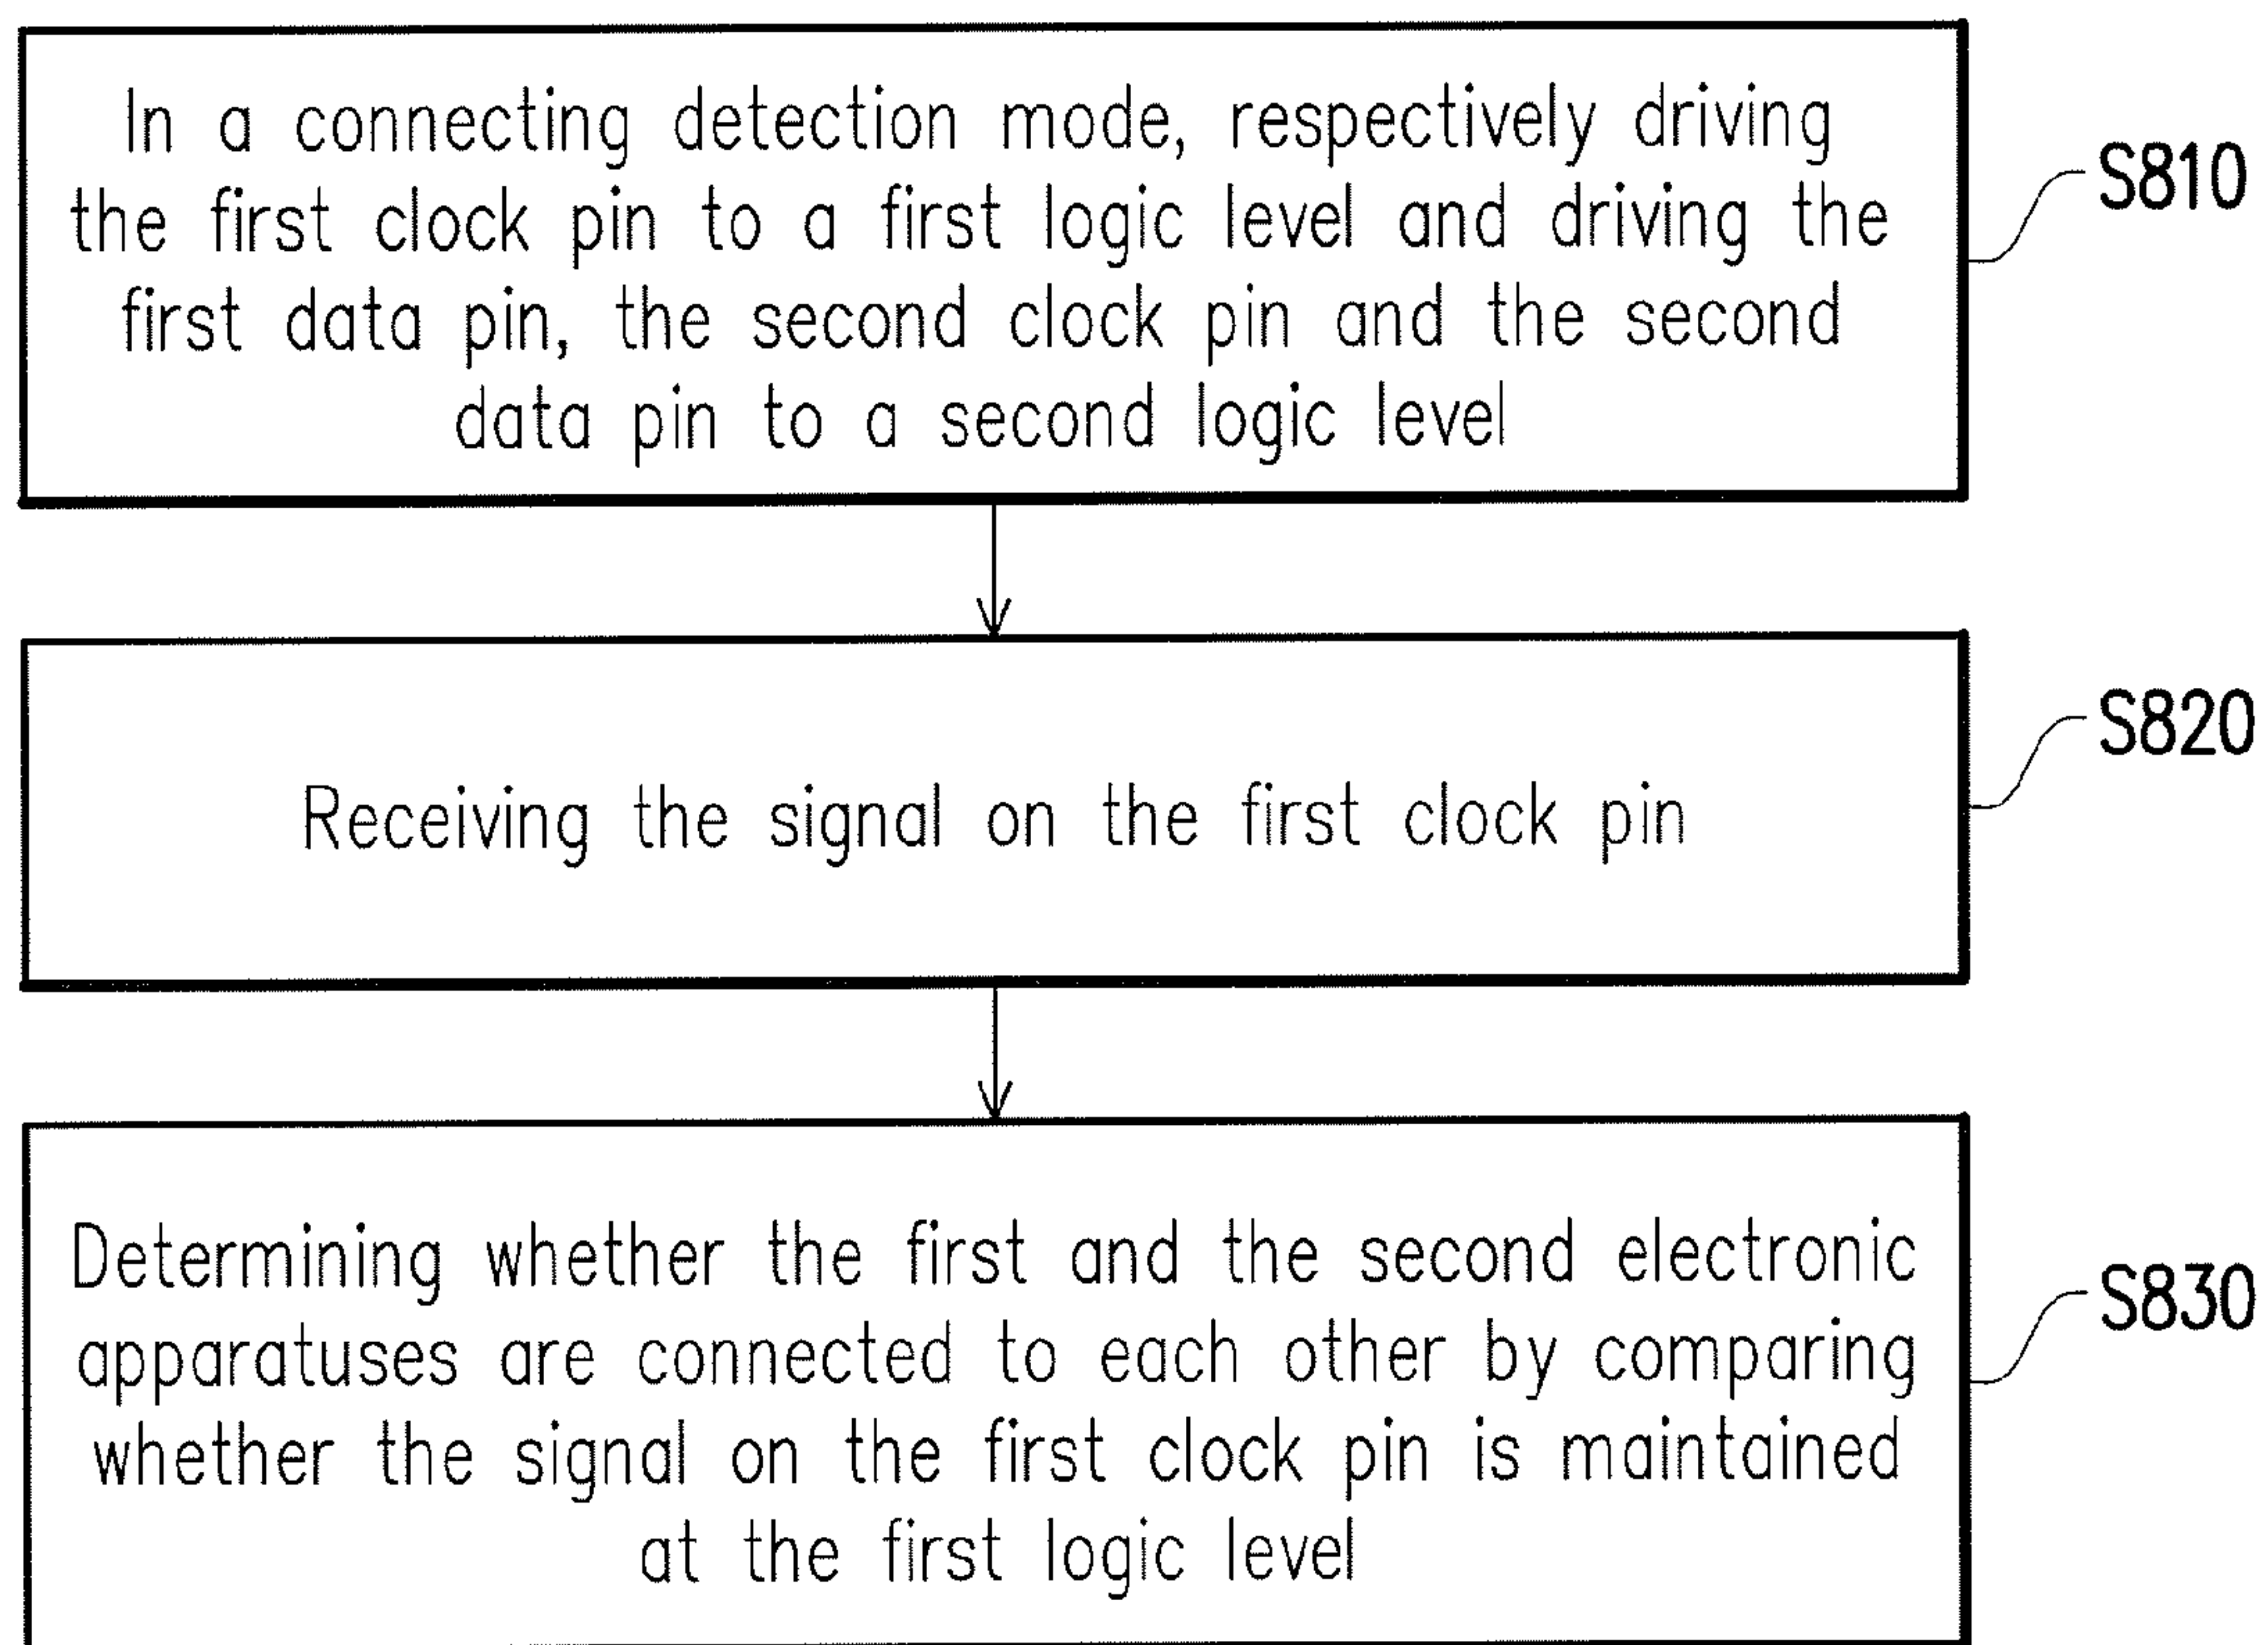 In a connecting detection mode, respectively driving
the first clock pin to a first logic level and driving the
first data pin, the second clock pin and the second
data pin to a second logic level
S810
Receiving the signal on the first clock pin
S820
Determining whether the first and the second electronic
apparatuses are connected to each other by comparing
whether the signal on the first clock pin is maintained
at the first logic level
S830